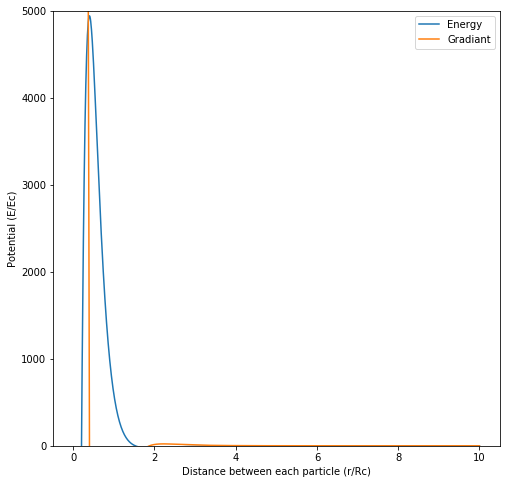 5000
4000
3000
2000
1000
0
Potential (E/Ec)
Energy
Gradiant
0 2 4 6 8 10
Distance between each particle (r/Rc)